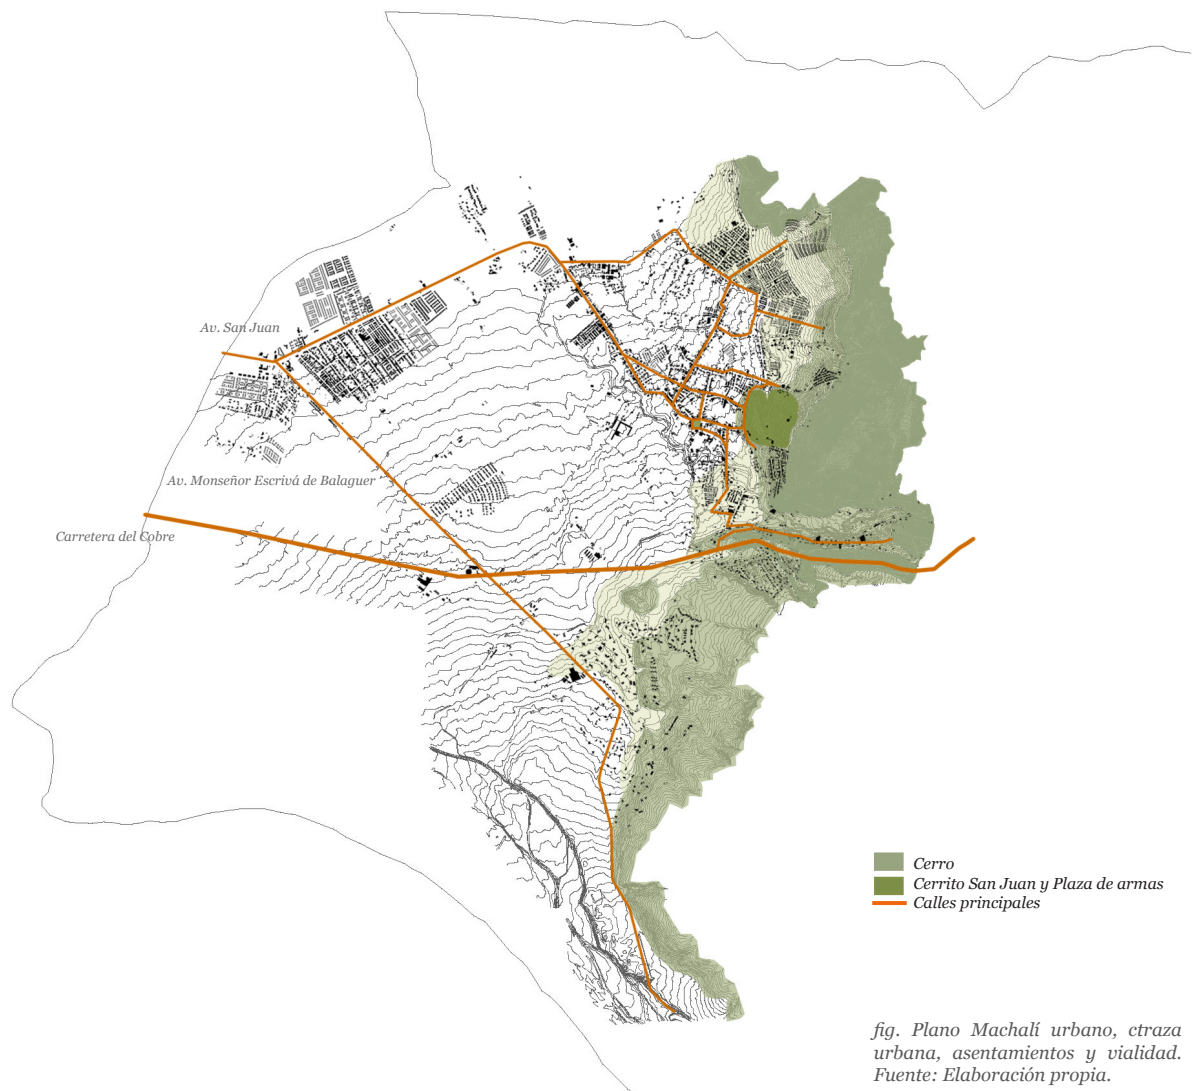 Av. San Juan
Av. Monseñor Escrivá de Balaguer
Carretera del Cobre
Cerro
Cerrito San Juan y Plaza de armas
Calles principales
fig. Plano Machalí urbano, ctraza
urbana, asentamientos y vialidad.
Fuente: Elaboración propia.